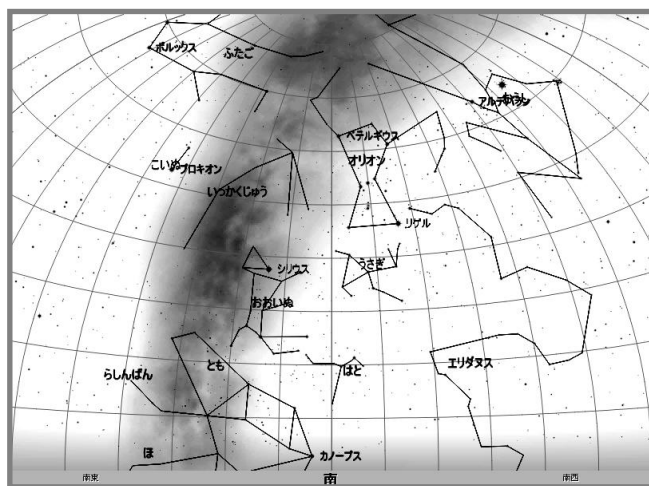 ポルックス
ふたご
アルデバラン
おうし
ベテルギウス
オリオン
こいぬ
プロキオン
いっかくじゅう
リゲル
うさぎ
シリウス
おおいぬ
とも
はと
エリダヌス
らしんばん
ほ
カノープス
南東
南
南西